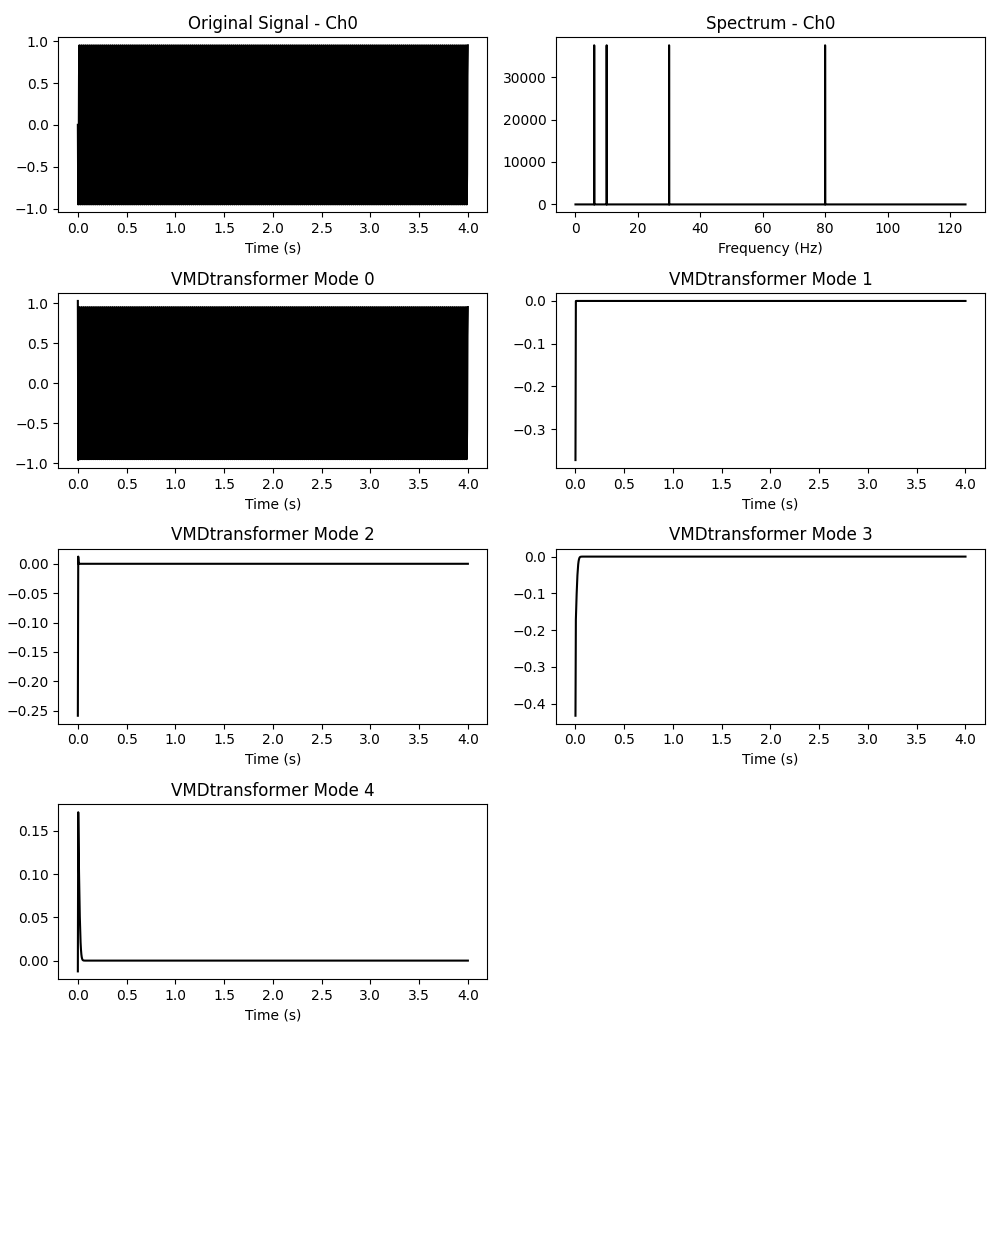 Original Signal - Ch0
1.0
0.5
0.0
−0.5
−1.0
0.0 0.5 1.0 1.5 2.0 2.5 3.0 3.5 4.0
Time (s)
Spectrum - Ch0
30000
20000
10000
0
0 20 40 60 80 100 120
Frequency (Hz)
VMDtransformer Mode 0
1.0
0.5
0.0
−0.5
−1.0
0.0 0.5 1.0 1.5 2.0 2.5 3.0 3.5 4.0
Time (s)
VMDtransformer Mode 1
0.0
−0.1
−0.2
−0.3
0.0 0.5 1.0 1.5 2.0 2.5 3.0 3.5 4.0
Time (s)
VMDtransformer Mode 2
0.00
−0.05
−0.10
−0.15
−0.20
−0.25
0.0 0.5 1.0 1.5 2.0 2.5 3.0 3.5 4.0
Time (s)
VMDtransformer Mode 3
0.0
−0.1
−0.2
−0.3
−0.4
0.0 0.5 1.0 1.5 2.0 2.5 3.0 3.5 4.0
Time (s)
VMDtransformer Mode 4
0.15
0.10
0.05
0.00
0.0 0.5 1.0 1.5 2.0 2.5 3.0 3.5 4.0
Time (s)